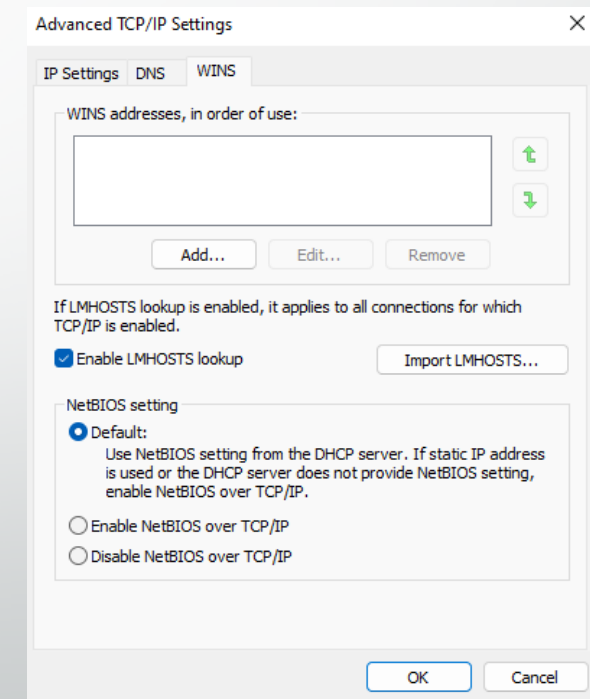 Advanced TCP/IP Settings
IP Settings DNS WINS
WINS addresses, in order of use:
Add... Edit... Remove
If LMHOSTS lookup is enabled, it applies to all connections for which
TCP/IP is enabled.
Enable LMHOSTS lookup Import LMHOSTS...
NetBIOS setting
Default:
Use NetBIOS setting from the DHCP server. If static IP address
is used or the DHCP server does not provide NetBIOS setting,
enable NetBIOS over TCP/IP.
Enable NetBIOS over TCP/IP
Disable NetBIOS over TCP/IP
OK Cancel